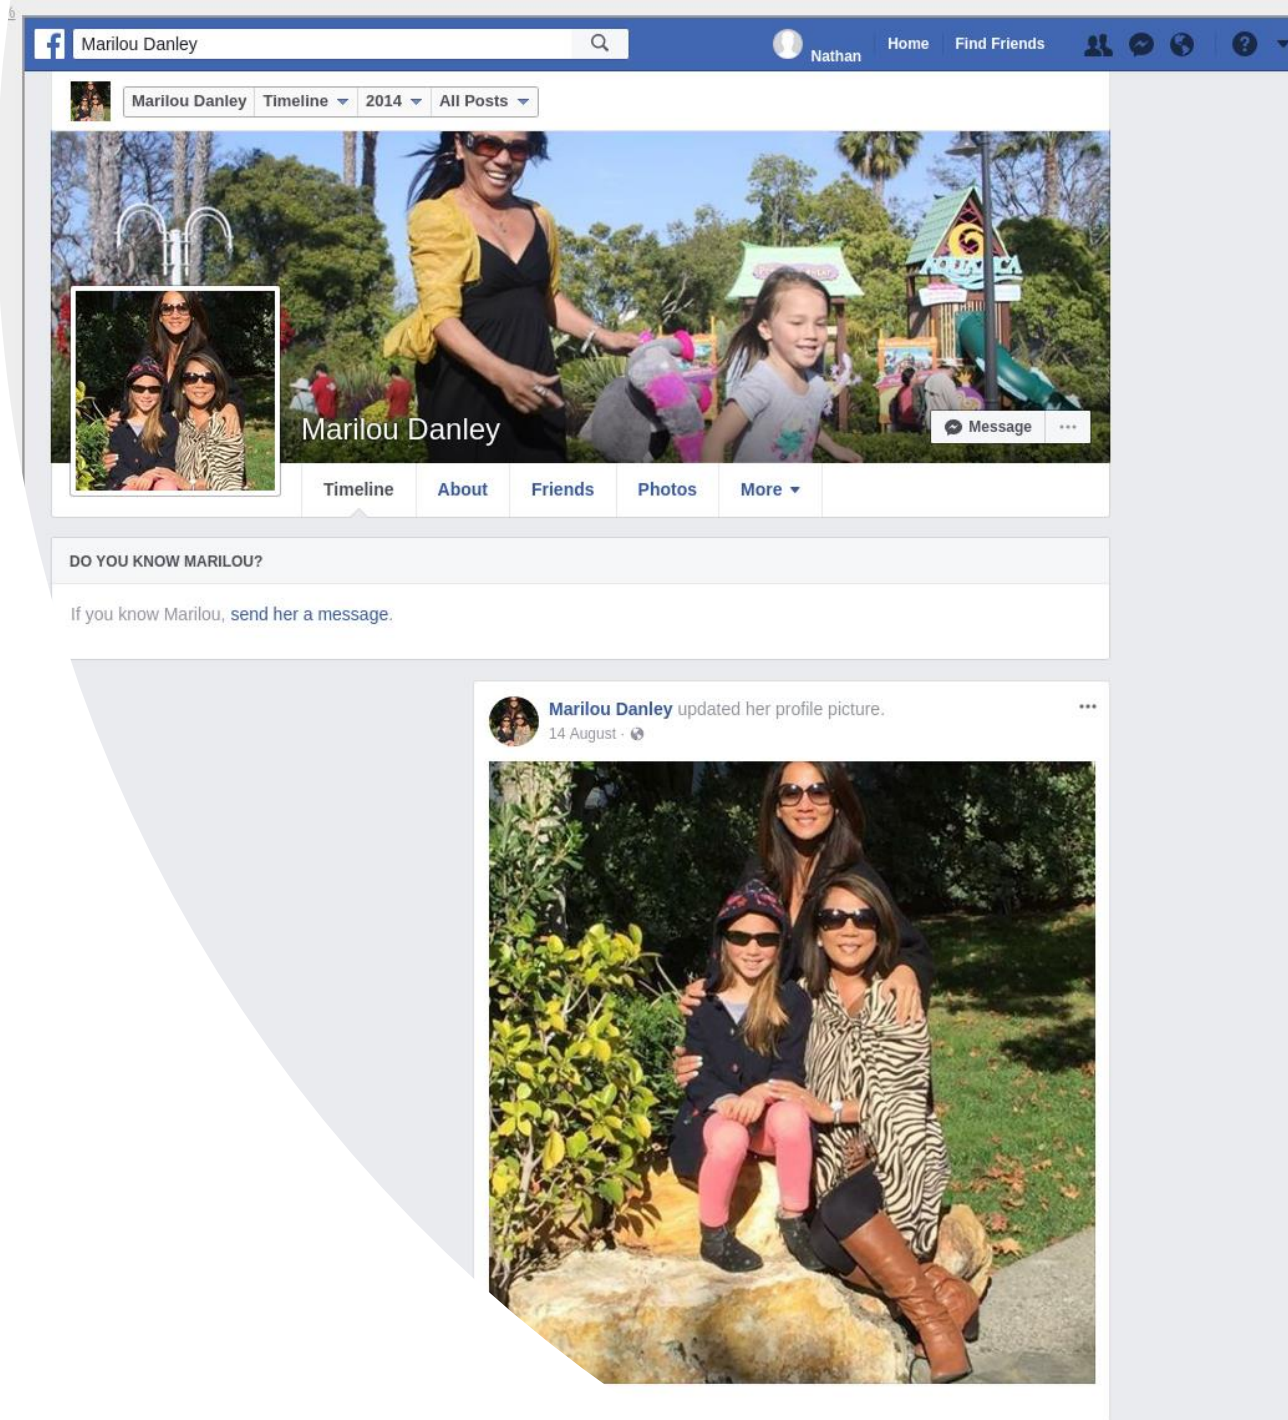 Marilou Danley
Nathan
Home
Find Friends
Marilou Danley Timeline 2014 All Posts
AQUATICA
Marilou Danley
Message
Timeline About Friends Photos More
DO YOU KNOW MARILOU?
If you know Marilou, send her a message.
Marilou Danley updated her profile picture.
14 August ·